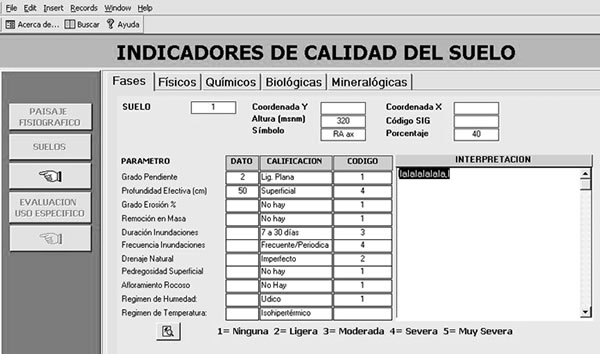 File Edit Insert Records Window Help
Acerca de... Buscar Ayuda
INDICADORES DE CALIDAD DEL SUELO
Fases Físicos Químicos Biológicas Mineralógicas
PAISAJE
FISIOGRAFICO
SUELOS
EVALUACION
USO ESPECIFICO
SUELO 1 Coordenada Y Coordenada X
Altura (msnm) 320 Código SIG
Símbolo RA ax Porcentaje 40
PARAMETRO DATO CALIFICACION CODIGO INTERPRETACION
Grado Pendiente 2 Lig. Plana 1 lalalalalala,l
Profundidad Efectiva (cm) 50 Superficial 4
Grado Erosión % No hay 1
Remoción en Masa No hay 1
Duración Inundaciones 7 a 30 días 3
Frecuencia Inundaciones Frecuente/Periodica 4
Drenaje Natural Imperfecto 2
Pedregosidad Superficial No hay 1
Afloramiento Rocoso No Hay 1
Regimen de Humedad: Udico 1
Regimen de Temperatura: Isohipertérmico
1= Ninguna 2= Ligera 3= Moderada 4= Severa 5= Muy Severa